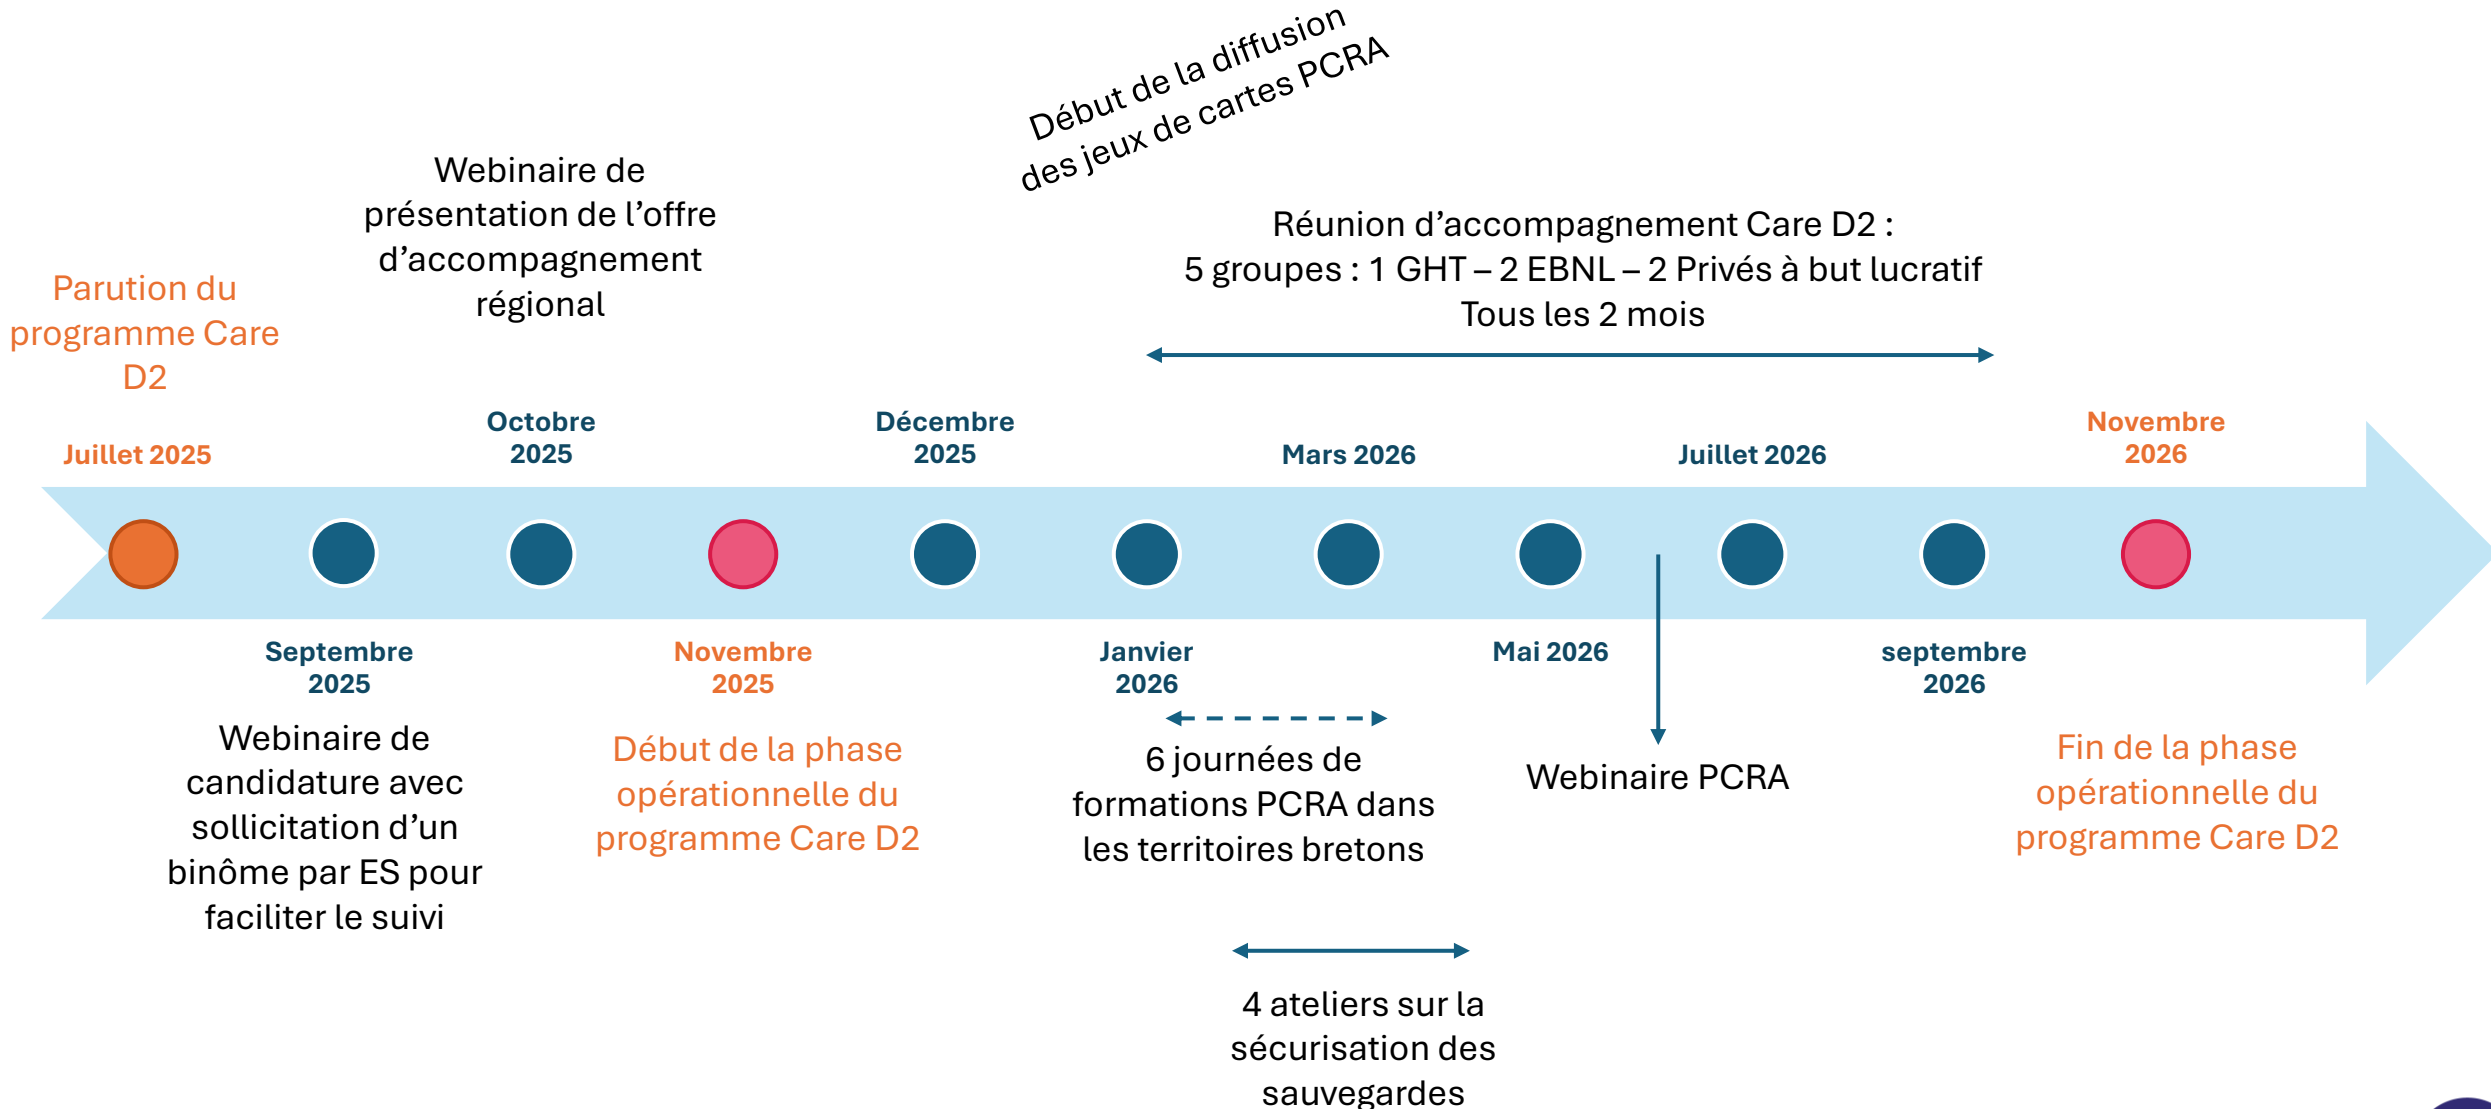 Début de la diffusion
des jeux de cartes PCRA
Webinaire de
présentation de l’offre
d’accompagnement
régional
Réunion d’accompagnement Care D2 :
5 groupes : 1 GHT – 2 EBNL – 2 Privés à but lucratif
Tous les 2 mois
Parution du
programme Care
D2
Juillet 2025
Octobre
2025
Décembre
2025
Mars 2026
Juillet 2026
Novembre
2026
Septembre
2025
Novembre
2025
Janvier
2026
Mai 2026
septembre
2026
Webinaire de
candidature avec
sollicitation d’un
binôme par ES pour
faciliter le suivi
Début de la phase
opérationnelle du
programme Care D2
6 journées de
formations PCRA dans
les territoires bretons
Webinaire PCRA
Fin de la phase
opérationnelle du
programme Care D2
4 ateliers sur la
sécurisation des
sauvegardes